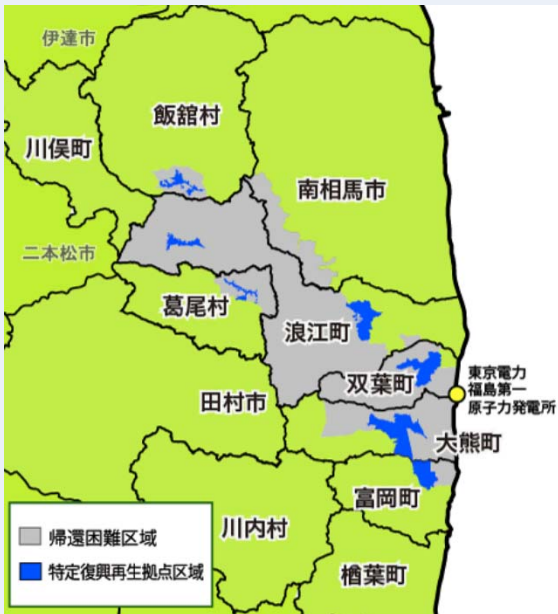 伊達市
飯舘村
川俣町
南相馬市
二本松市
葛尾村
浪江町
双葉町
東京電力
福島第一
原子力発電所
田村市
大熊町
富岡町
川内村
楢葉町
帰還困難区域
特定復興再生拠点区域